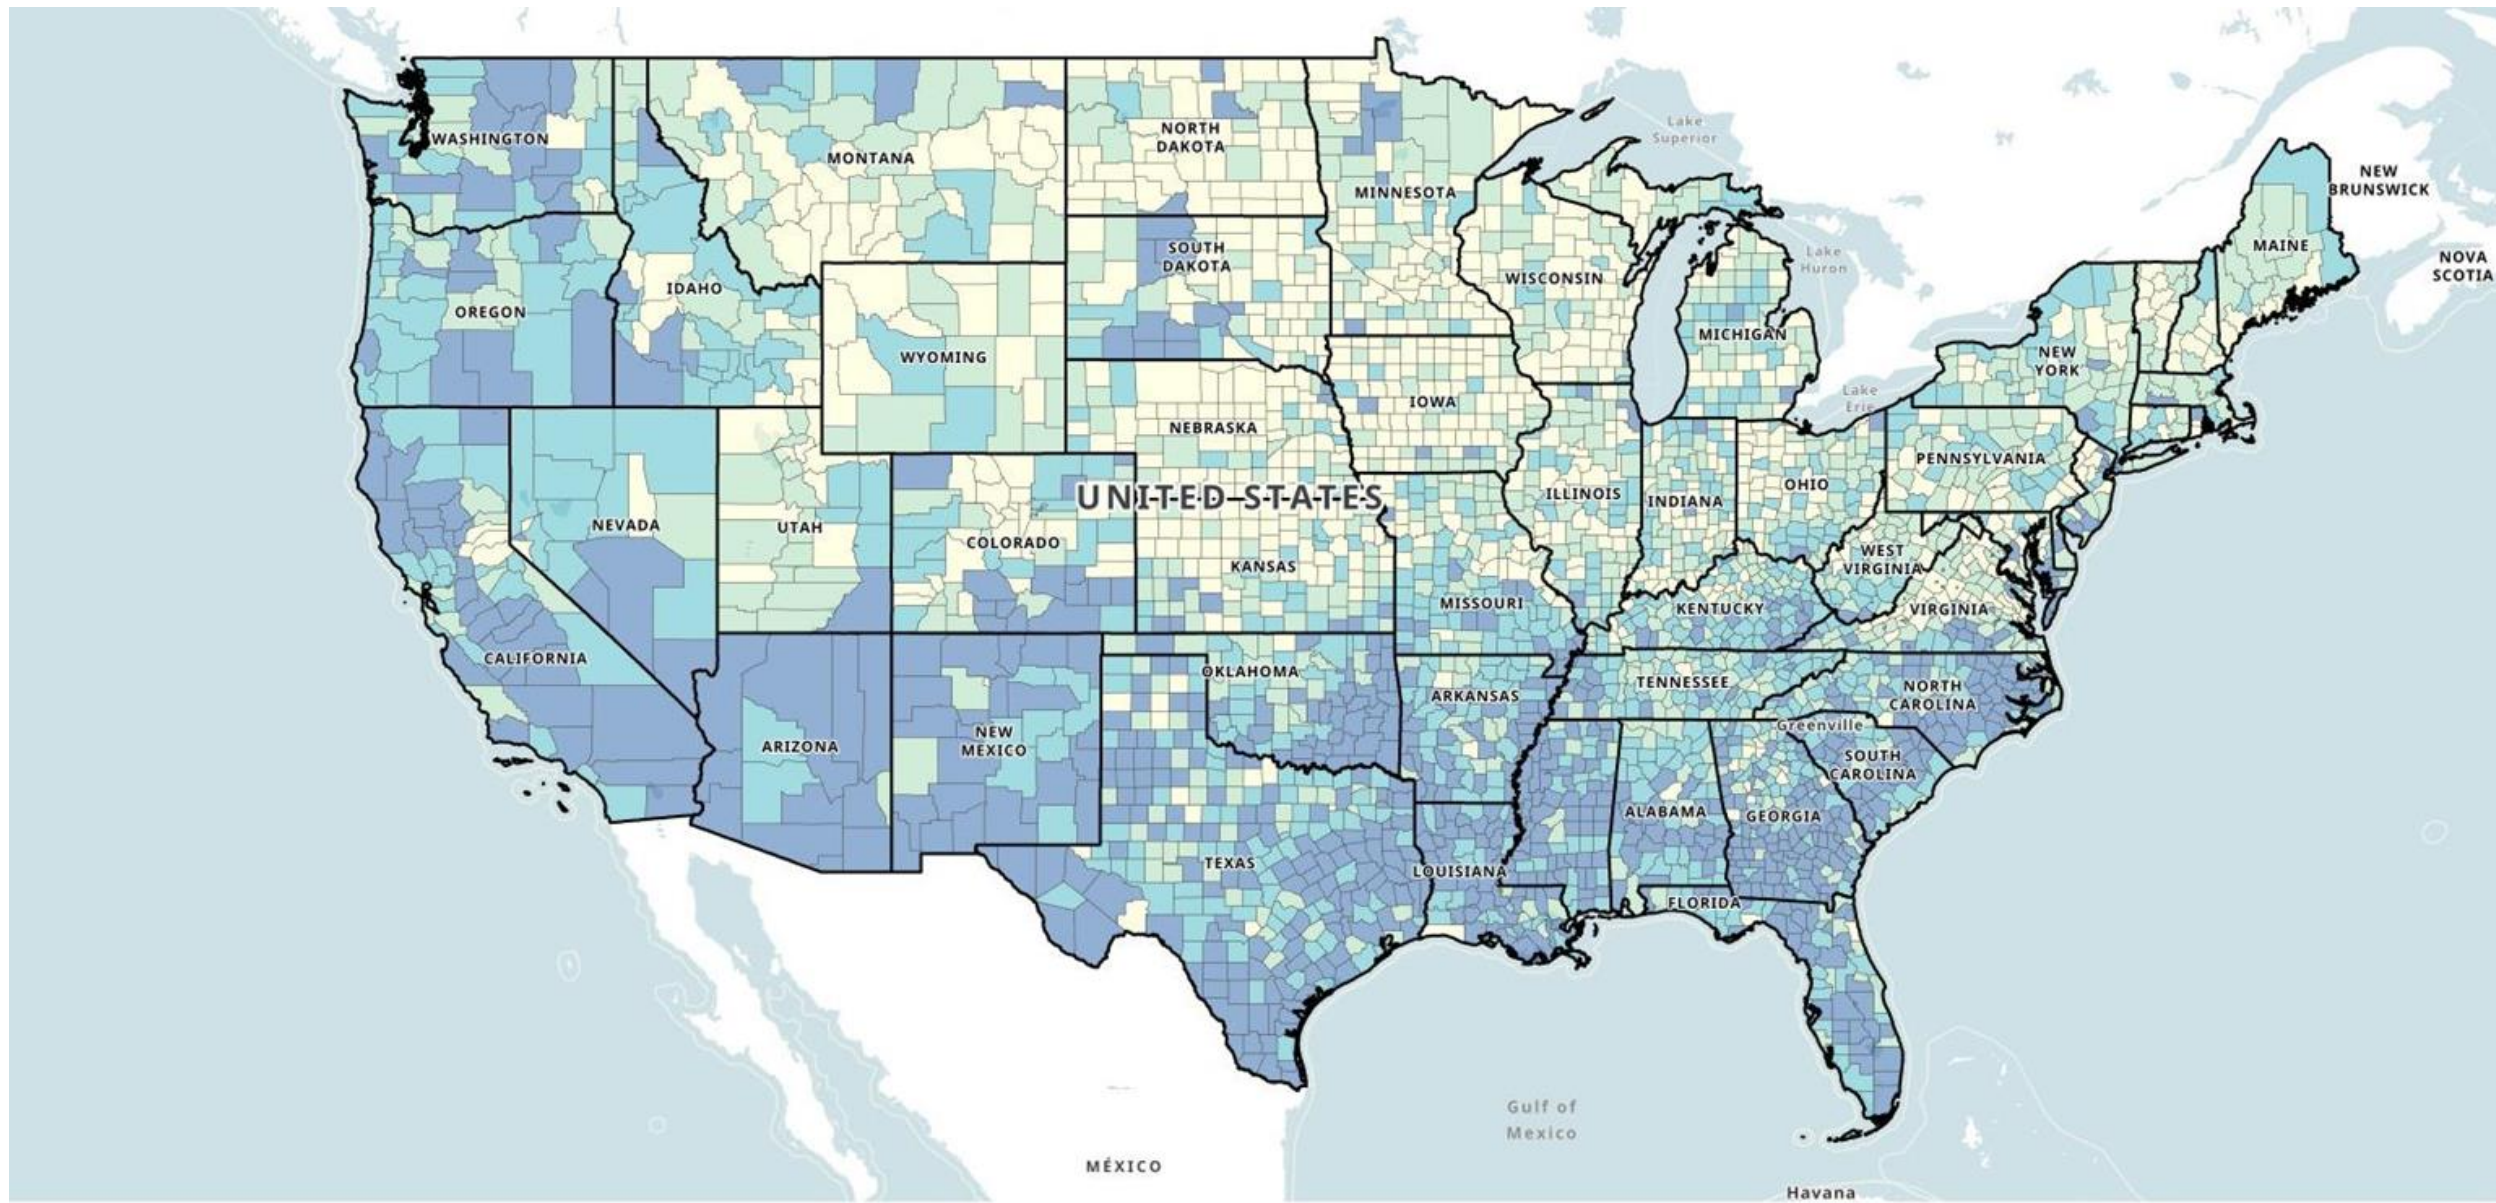 Lake
Superior
NEW
BRUNSWICK
WASHINGTON
NORTH
DAKOTA
MONTANA
MINNESOTA
MAINE
NOVA
SCOTIA
SOUTH
DAKOTA
Lake
Huron
WISCONSIN
IDAHO
OREGON
MICHIGAN
WYOMING
NEW
YORK
Lake
Erie
IOWA
NEBRASKA
PENNSYLVANIA
UNITED STATES
ILLINOIS
INDIANA
OHIO
NEVADA
UTAH
COLORADO
WEST
VIRGINIA
KANSAS
MISSOURI
KENTUCKY
VIRGINIA
CALIFORNIA
OKLAHOMA
TENNESSEE
ARKANSAS
NORTH
CAROLINA
Greenville
NEW
MEXICO
ARIZONA
SOUTH
CAROLINA
ALABAMA
GEORGIA
TEXAS
LOUISIANA
FLORIDA
Gulf of
Mexico
MÉXICO
Havana